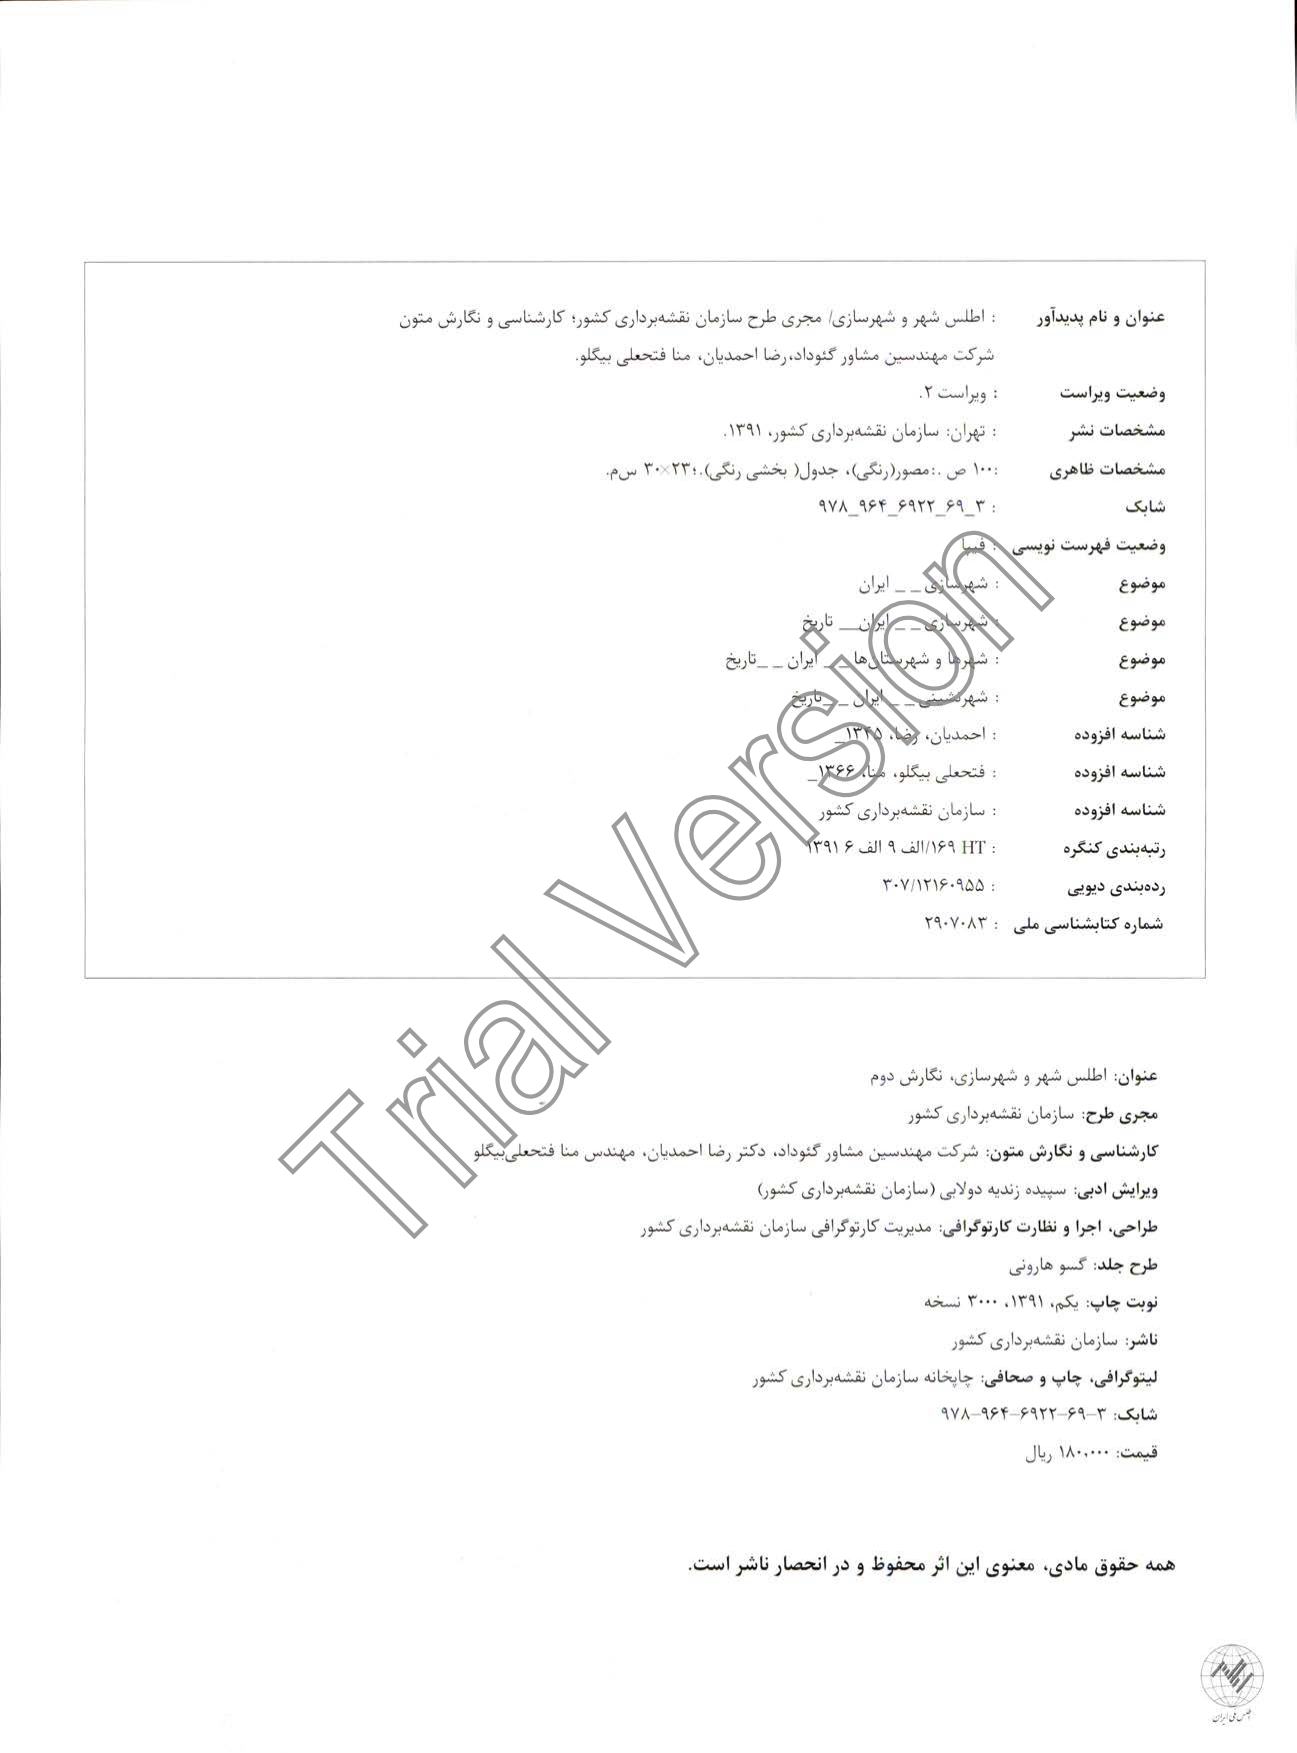 عنوان و نام پدیدآور : اطلس شهر و شهرسازی/ مجری طرح سازمان نقشه‌برداری کشور؛ کارشناسی و نگارش متون
شرکت مهندسین مشاور گئوداد،رضا احمدیان، منا فتحعلی بیگلو.
وضعیت ویراست : ویراست ۲.
مشخصات نشر : تهران: سازمان نقشه‌برداری کشور، ۱۳۹۱.
مشخصات ظاهری :۱۰۰ ص .:مصور(رنگی)، جدول( بخشی رنگی).؛۲۳×۳۰ س‌م.
شابک : ۳_۶۹_۶۹۲۲_۹۶۴_۹۷۸
وضعیت فهرست نویسی : فیپا
موضوع : شهرسازی_ _ ایران
موضوع : شهرسازی_ _ ایران_ _ تاریخ
موضوع : شهرها و شهرستان‌ها_ _ ایران _ _تاریخ
موضوع : شهرنشینی_ _ ایران _ _تاریخ
شناسه افزوده : احمدیان، رضا، ۱۳۴۵_
شناسه افزوده : فتحعلی بیگلو، منا، ۱۳۶۶_
شناسه افزوده : سازمان نقشه‌برداری کشور
رتبه‌بندی کنگره : HT ۱۶۹/الف ۹ الف ۶ ۱۳۹۱
رده‌بندی دیویی : ۳۰۷/۱۲۱۶۰۹۵۵
شماره کتابشناسی ملی : ۲۹۰۷۰۸۳
Trial Version
عنوان: اطلس شهر و شهرسازی، نگارش دوم
مجری طرح: سازمان نقشه‌برداری کشور
کارشناسی و نگارش متون: شرکت مهندسین مشاور گئوداد، دکتر رضا احمدیان، مهندس منا فتحعلی‌بیگلو
ویرایش ادبی: سپیده زندیه دولابی (سازمان نقشه‌برداری کشور)
طراحی، اجرا و نظارت کارتوگرافی: مدیریت کارتوگرافی سازمان نقشه‌برداری کشور
طرح جلد: گسو هارونی
نوبت چاپ: یکم، ۱۳۹۱، ۳۰۰۰ نسخه
ناشر: سازمان نقشه‌برداری کشور
لیتوگرافی، چاپ و صحافی: چاپخانه سازمان نقشه‌برداری کشور
شابک: ۳-۶۹-۶۹۲۲-۹۶۴-۹۷۸
قیمت: ۱۸۰,۰۰۰ ریال
همه حقوق مادی، معنوی این اثر محفوظ و در انحصار ناشر است.
اطلس ملی ایران